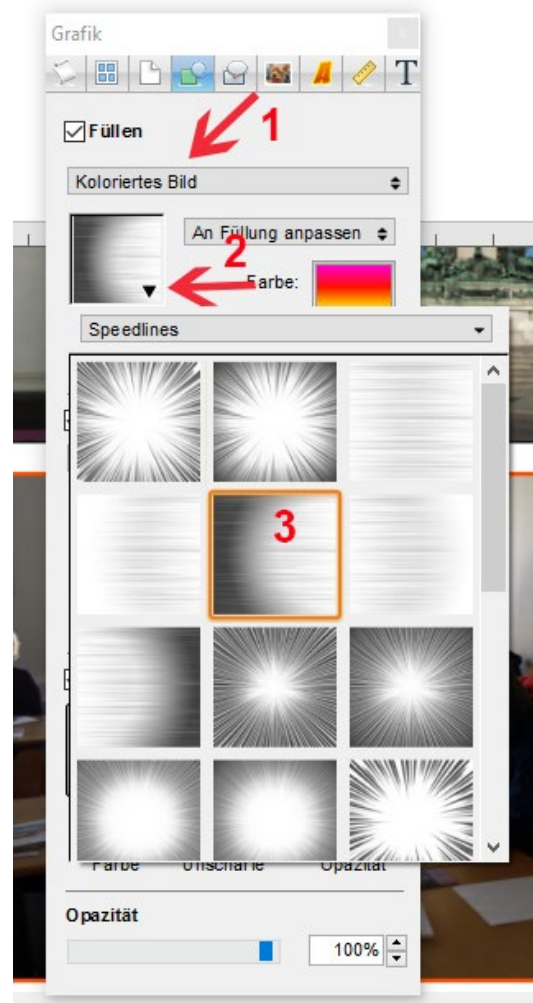 Grafik
T
1
Füllen
Koloriertes Bild
An Füllung anpassen
2
Farbe:
Speedlines
3
Farbe Unschärfe Opazität
Opazität
100%